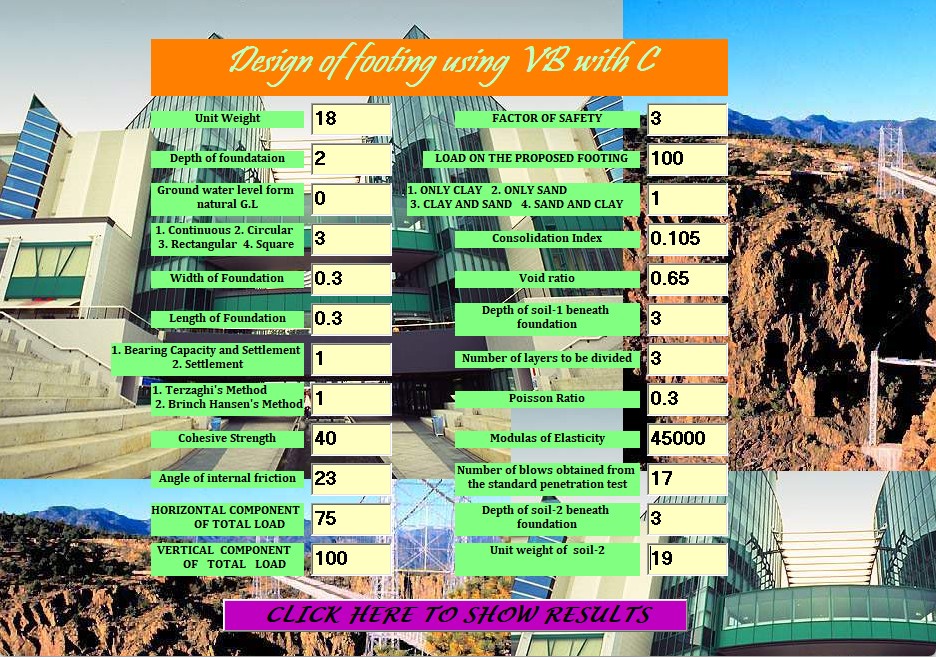 Design of footing using VB with C
Unit Weight
18
FACTOR OF SAFETY
3
Depth of foundataion
2
LOAD ON THE PROPOSED FOOTING
100
Ground water level form
natural G.L
0
1. ONLY CLAY 2. ONLY SAND
3. CLAY AND SAND 4. SAND AND CLAY
1
1. Continuous 2. Circular
3. Rectangular 4. Square
3
Consolidation Index
0.105
Width of Foundation
0.3
Void ratio
0.65
Length of Foundation
0.3
Depth of soil-1 beneath
foundation
3
1. Bearing Capacity and Settlement
2. Settlement
1
Number of layers to be divided
3
1. Terzaghi's Method
2. Brinch Hansen's Method
1
Poisson Ratio
0.3
Cohesive Strength
40
Modulas of Elasticity
45000
Angle of internal friction
23
Number of blows obtained from
the standard penetration test
17
HORIZONTAL COMPONENT
OF TOTAL LOAD
75
Depth of soil-2 beneath
foundation
3
VERTICAL COMPONENT
OF TOTAL LOAD
100
Unit weight of soil-2
19
CLICK HERE TO SHOW RESULTS